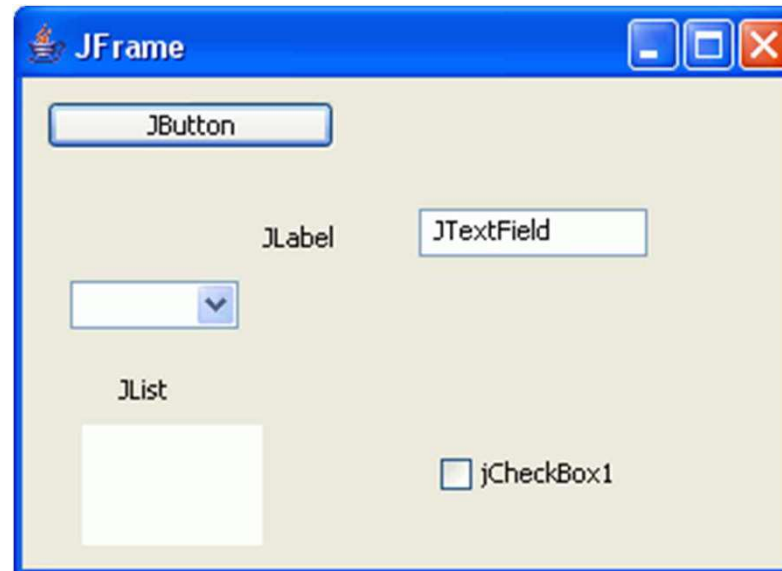 JFrame
JButton
JLabel
JTextField
JList
jCheckBox1